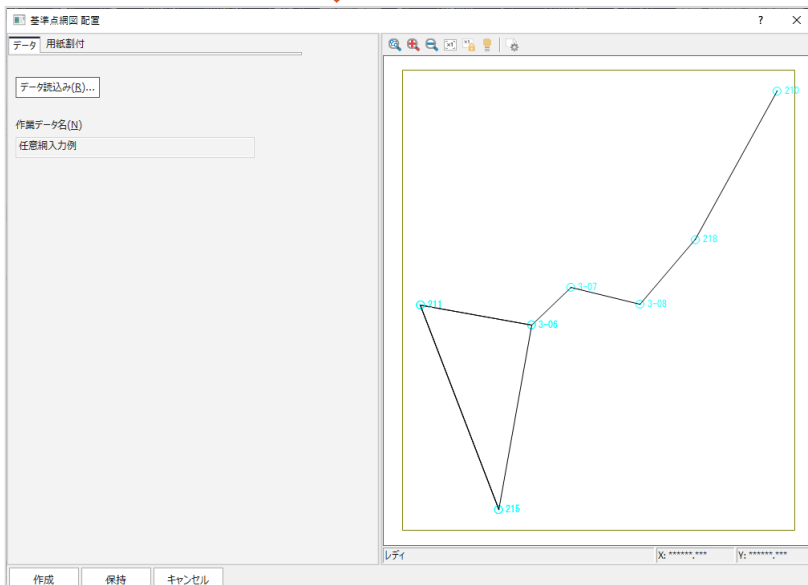 基準点網図 配置
?
データ 用紙割付
データ読込み(R)...
作業データ名(N)
任意網入力例
210
218
3-07
211
3-08
3-06
215
レディ
X: ******.***
Y: ******.***
作成
保持
キャンセル